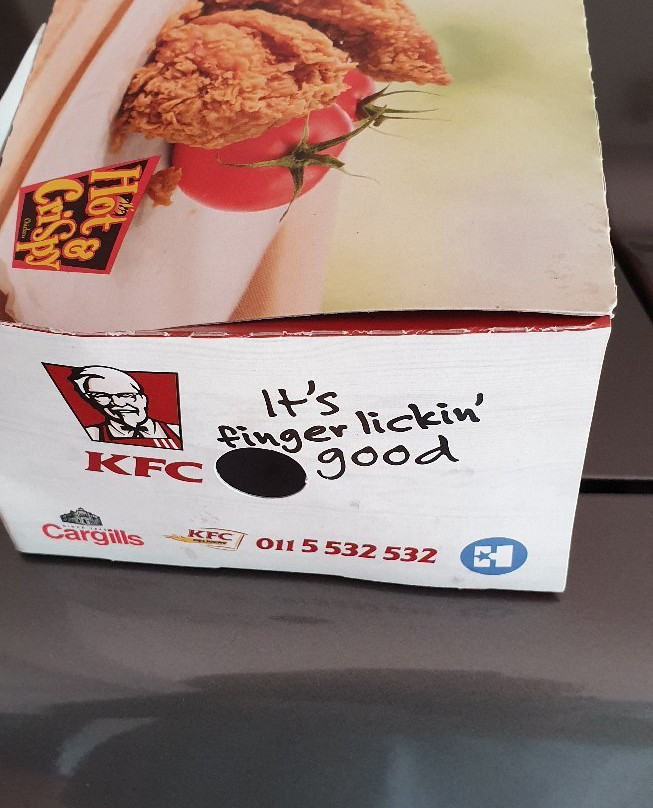 Hot &
Crispy
KFC
It's
finger lickin'
good
Cargills
KFC
011 5 532 532